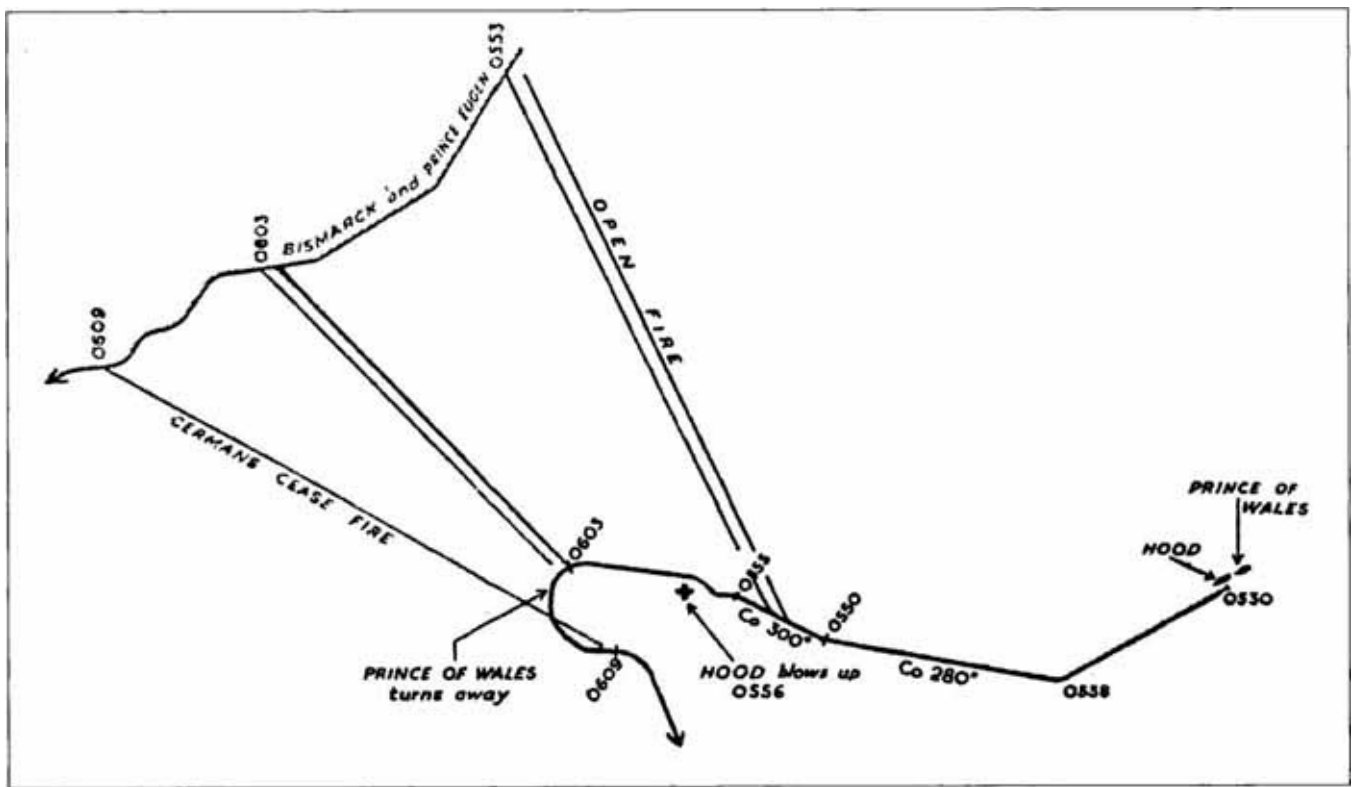 0553
BISMARCK and PRINCE EUGEN
0603
0609
OPEN FIRE
GERMANS CEASE FIRE
PRINCE OF
WALES
HOOD
0530
0603
0553
0550
Co 300°
Co 280°
0538
PRINCE OF WALES
turns away
0609
HOOD blows up
0556